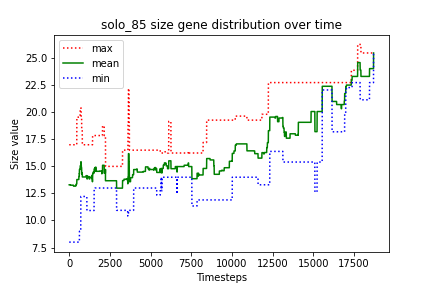 solo_85 size gene distribution over time
max
mean
min
Size value
25.0
22.5
20.0
17.5
15.0
12.5
10.0
7.5
0 2500 5000 7500 10000 12500 15000 17500
Timesteps